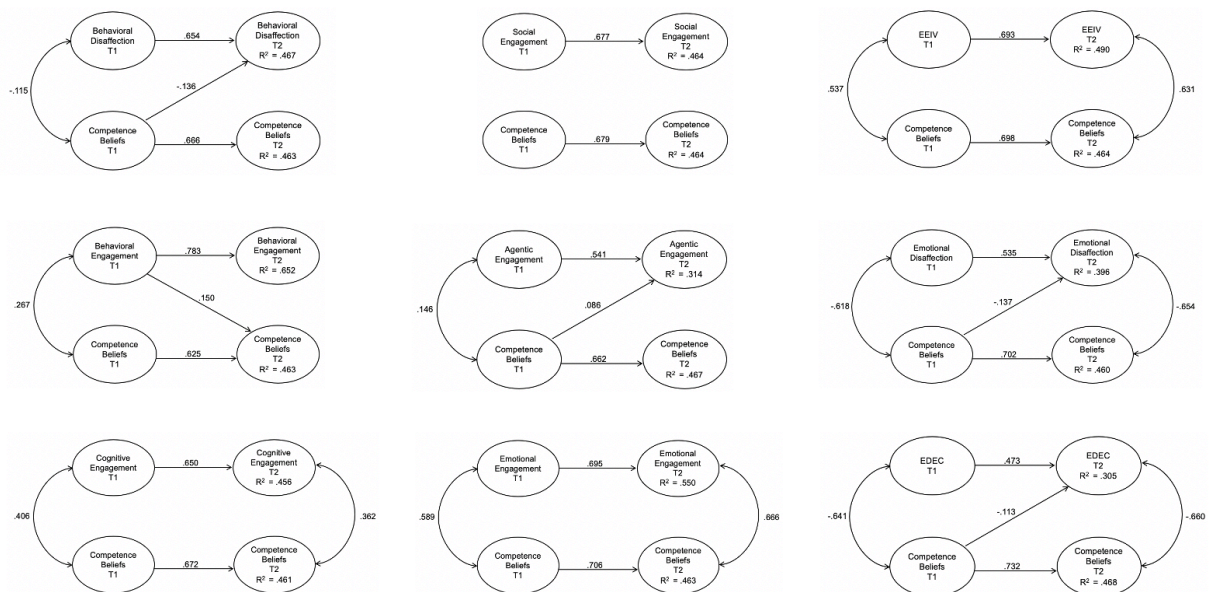 Behavioral
Disaffection
T1
.654
Behavioral
Disaffection
T2
R² = .467
-.115
-.136
Competence
Beliefs
T1
.666
Competence
Beliefs
T2
R² = .463
Social
Engagement
T1
.677
Social
Engagement
T2
R² = .464
Competence
Beliefs
T1
.679
Competence
Beliefs
T2
R² = .464
EEIV
T1
.693
EEIV
T2
R² = .490
.537
.631
Competence
Beliefs
T1
.698
Competence
Beliefs
T2
R² = .464
Behavioral
Engagement
T1
.783
Behavioral
Engagement
T2
R² = .652
.267
.150
Competence
Beliefs
T1
.625
Competence
Beliefs
T2
R² = .463
Agentic
Engagement
T1
.541
Agentic
Engagement
T2
R² = .314
.146
.086
Competence
Beliefs
T1
.662
Competence
Beliefs
T2
R² = .467
Emotional
Disaffection
T1
.535
Emotional
Disaffection
T2
R² = .396
-.618
-.137
-.654
Competence
Beliefs
T1
.702
Competence
Beliefs
T2
R² = .460
Cognitive
Engagement
T1
.650
Cognitive
Engagement
T2
R² = .456
.406
.362
Competence
Beliefs
T1
.672
Competence
Beliefs
T2
R² = .461
Emotional
Engagement
T1
.695
Emotional
Engagement
T2
R² = .550
.589
.666
Competence
Beliefs
T1
.706
Competence
Beliefs
T2
R² = .463
EDEC
T1
.473
EDEC
T2
R² = .305
-.641
-.113
-.660
Competence
Beliefs
T1
.732
Competence
Beliefs
T2
R² = .468